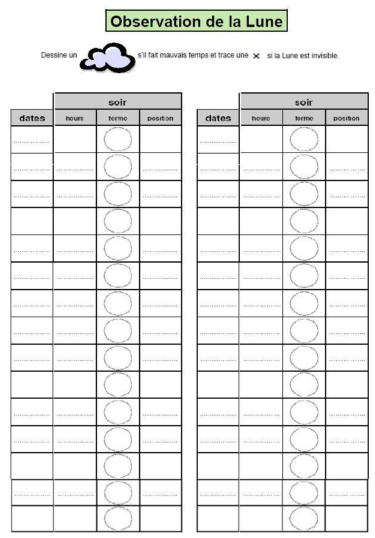 Observation de la Lune
Dessine un s'il fait mauvais temps et trace une × si la Lune est invisible.
soir
dates heure forme position
soir
dates heure forme position